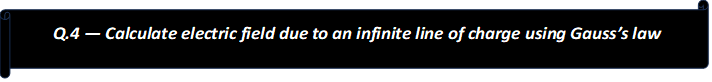 Q.4 — Calculate electric field due to an infinite line of charge using Gauss’s law